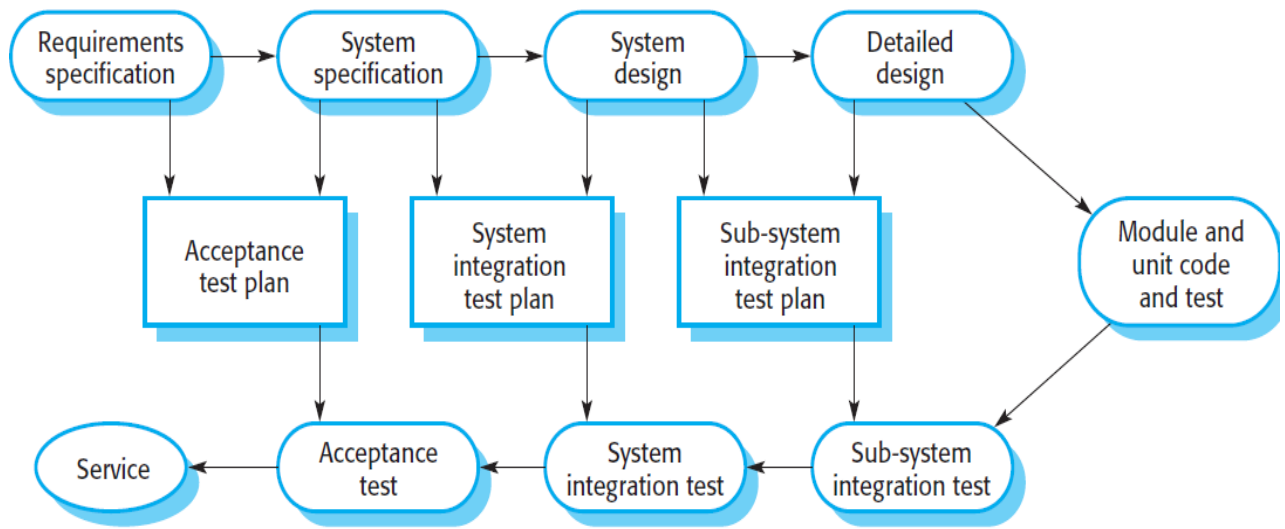 Requirements
specification
System
specification
System
design
Detailed
design
Acceptance
test plan
System
integration
test plan
Sub-system
integration
test plan
Module and
unit code
and test
Service
Acceptance
test
System
integration test
Sub-system
integration test